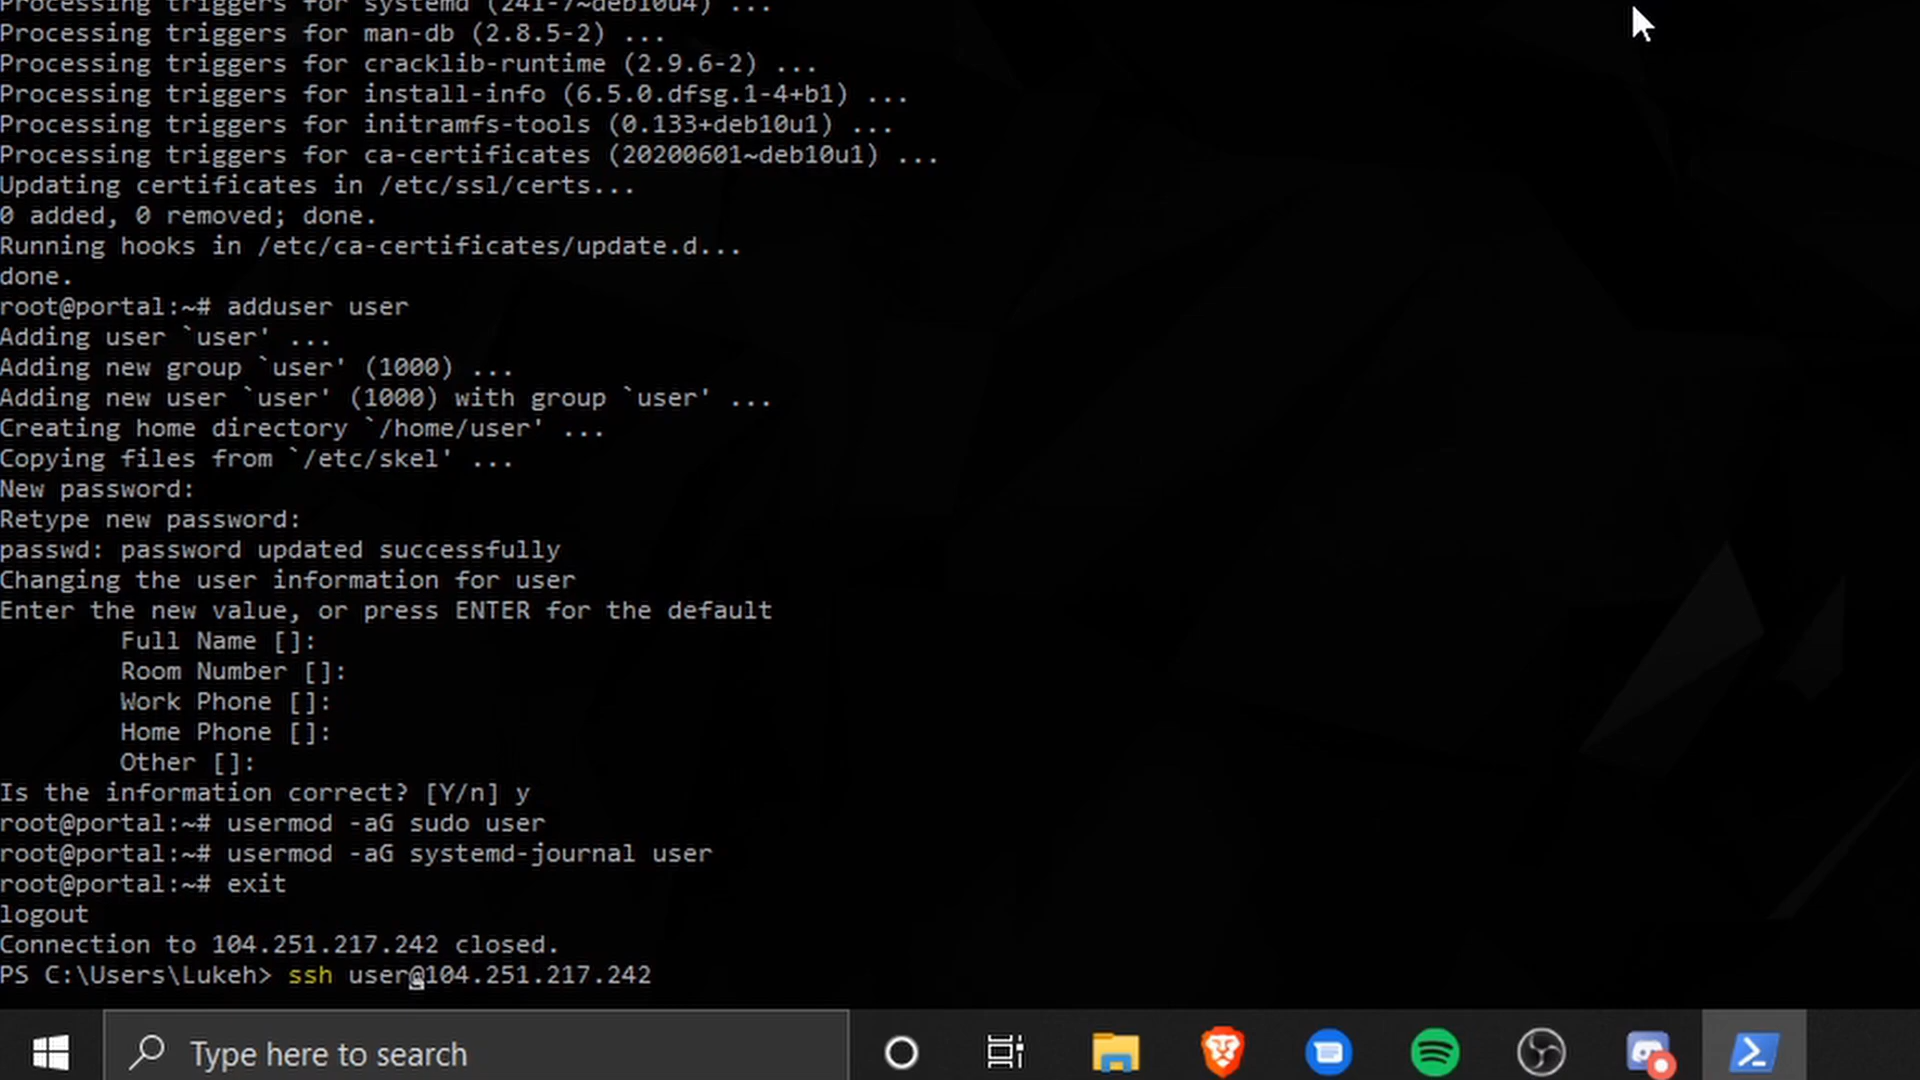 Processing triggers for systemd (241-7~deb10u4) ...
Processing triggers for man-db (2.8.5-2) ...
Processing triggers for cracklib-runtime (2.9.6-2) ...
Processing triggers for install-info (6.5.0.dfsg.1-4+b1) ...
Processing triggers for initramfs-tools (0.133+deb10u1) ...
Processing triggers for ca-certificates (20200601~deb10u1) ...
Updating certificates in /etc/ssl/certs...
0 added, 0 removed; done.
Running hooks in /etc/ca-certificates/update.d...
done.
root@portal:~# adduser user
Adding user `user' ...
Adding new group `user' (1000) ...
Adding new user `user' (1000) with group `user' ...
Creating home directory `/home/user' ...
Copying files from `/etc/skel' ...
New password:
Retype new password:
passwd: password updated successfully
Changing the user information for user
Enter the new value, or press ENTER for the default
Full Name []:
Room Number []:
Work Phone []:
Home Phone []:
Other []:
Is the information correct? [Y/n] y
root@portal:~# usermod -aG sudo user
root@portal:~# usermod -aG systemd-journal user
root@portal:~# exit
logout
Connection to 104.251.217.242 closed.
PS C:\Users\Lukeh> ssh user@104.251.217.242
Type here to search